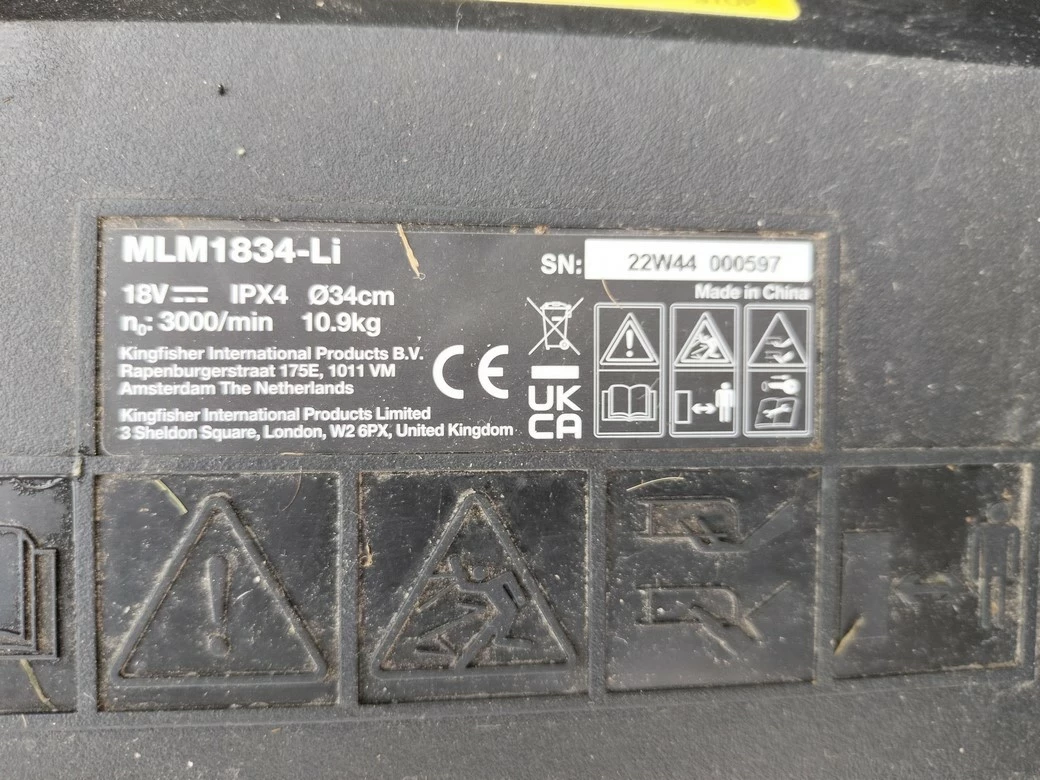 MLM1834-Li
SN: 22W44 000597
Made in China
18V IPX4 Ø34cm
n₀: 3000/min 10.9kg
Kingfisher International Products B.V.
Rapenburgerstraat 175E, 1011 VM
Amsterdam The Netherlands
CE
UK
CA
Kingfisher International Products Limited
3 Sheldon Square, London, W2 6PX, United Kingdom